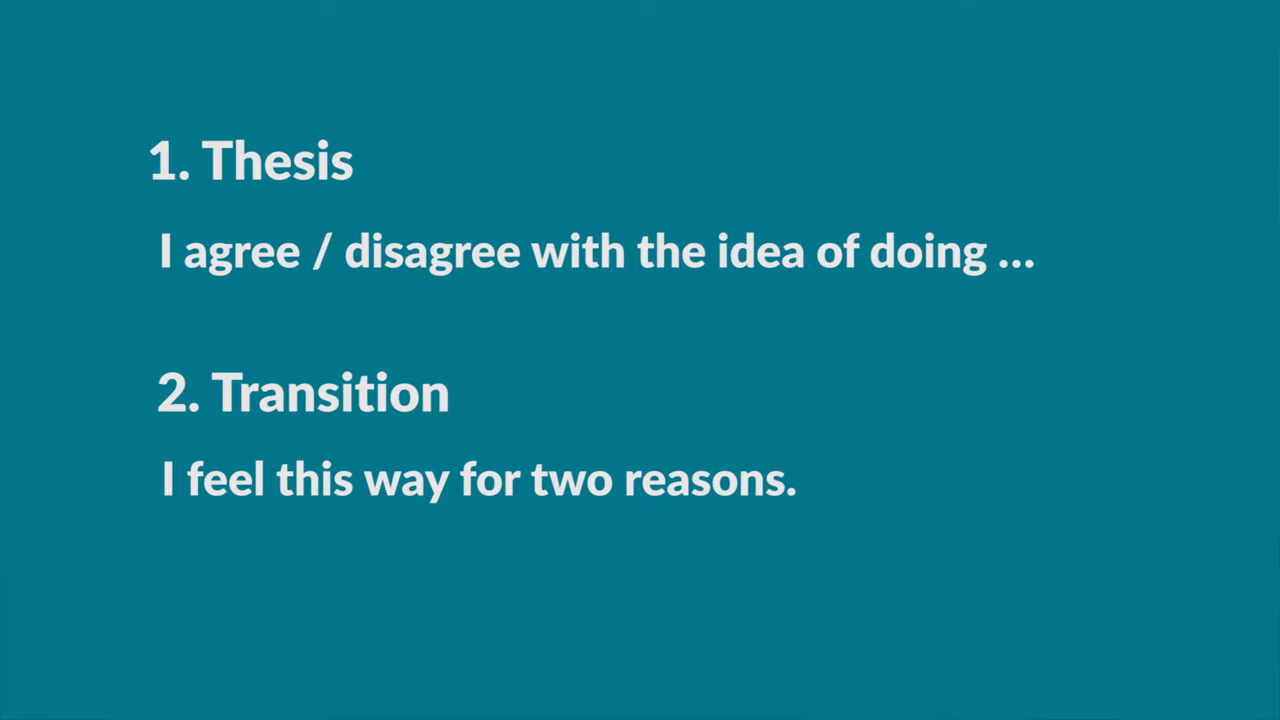 1. Thesis
I agree / disagree with the idea of doing ...
2. Transition
I feel this way for two reasons.